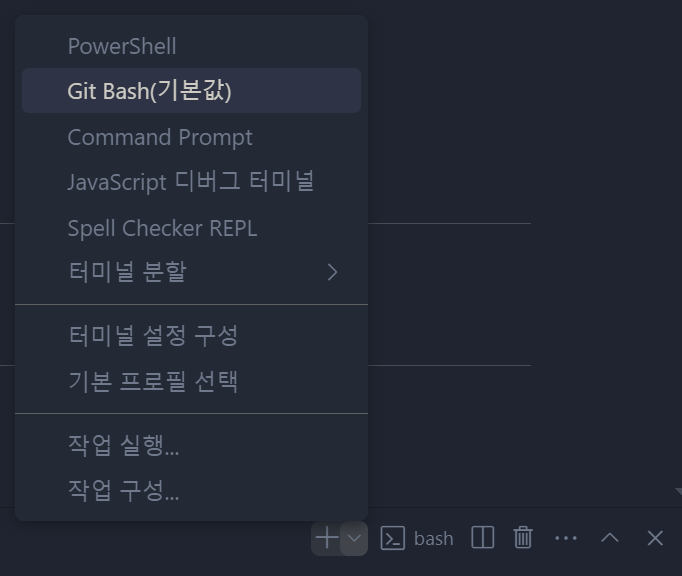 PowerShell
Git Bash(기본값)
Command Prompt
JavaScript 디버그 터미널
Spell Checker REPL
터미널 분할
터미널 설정 구성
기본 프로필 선택
작업 실행...
작업 구성...
bash